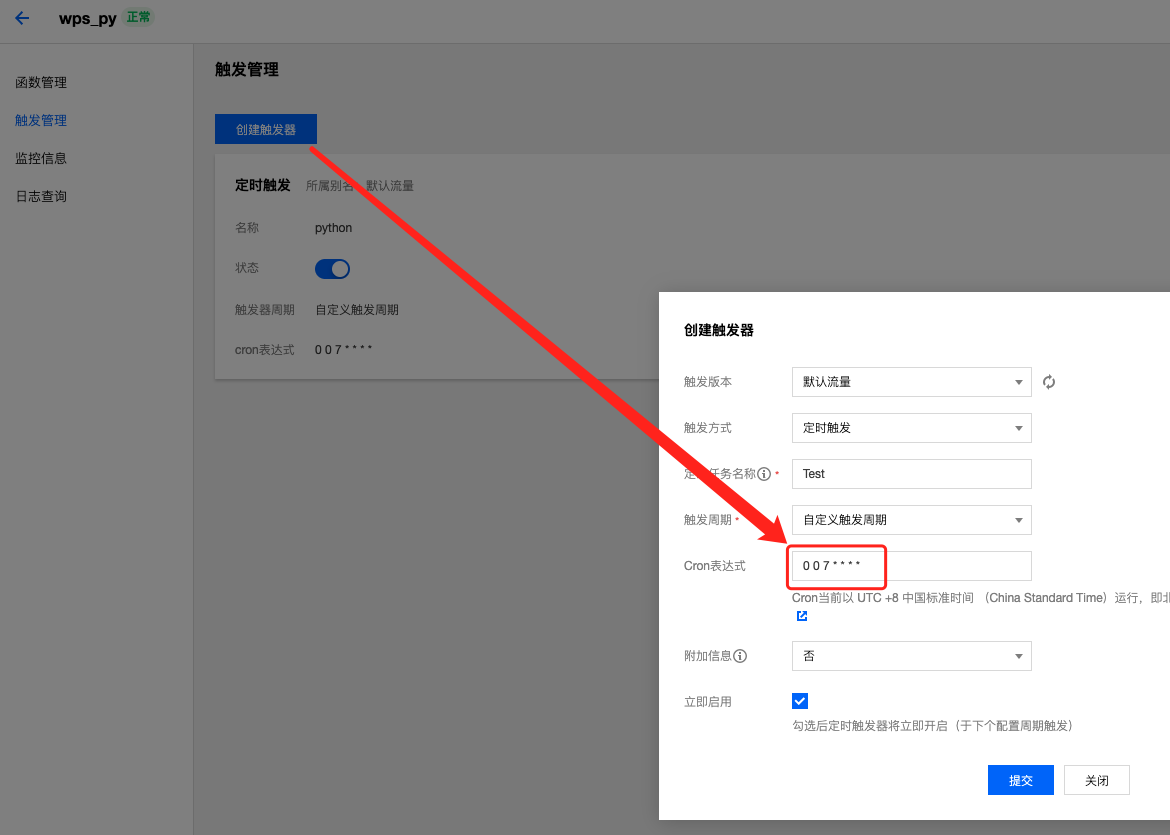 wps_py 正常
函数管理
触发管理
监控信息
日志查询
触发管理
创建触发器
定时触发 所属别名 默认流量
名称 python
状态
触发器周期 自定义触发周期
cron表达式 0 0 7 * * * *
创建触发器
触发版本 默认流量
触发方式 定时触发
任务名称 * Test
触发周期 * 自定义触发周期
Cron表达式 0 0 7 * * * *
Cron当前以 UTC +8 中国标准时间 （China Standard Time）运行，即
附加信息 否
立即启用
勾选后定时触发器将立即开启（于下个配置周期触发）
提交 关闭